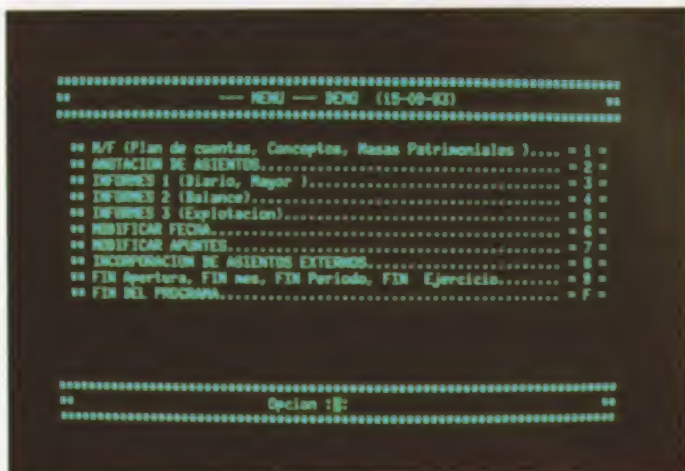 **************************************************************************
** --- MENU --- DEMO (15-09-83) **
**************************************************************************
** M/F (Plan de cuentas, Conceptos, Masas Patrimoniales ).... = 1 =
** ANOTACION DE ASIENTOS........................................ = 2 =
** INFORMES 1 (Diario, Mayor ).................................. = 3 =
** INFORMES 2 (Balance)......................................... = 4 =
** INFORMES 3 (Explotacion)..................................... = 5 =
** MODIFICAR FECHA.............................................. = 6 =
** MODIFICAR APUNTES............................................ = 7 =
** INCORPORACION DE ASIENTOS EXTERNOS........................... = 8 =
** FIN Apertura, FIN mes, FIN Periodo, FIN Ejercicio........ = 9 =
** FIN DEL PROGRAMA............................................. = F =
**************************************************************************
** Opcion : : **
**************************************************************************